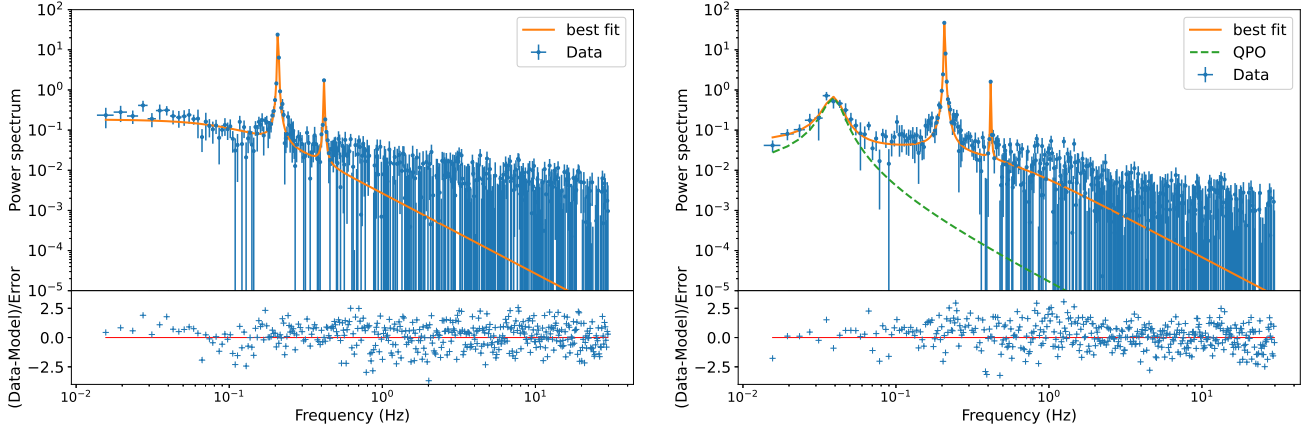 10²
10¹
10⁰
10⁻¹
10⁻²
10⁻³
10⁻⁴
10⁻⁵
Power spectrum
best fit
Data
2.5
0.0
−2.5
(Data-Model)/Error
10⁻²
10⁻¹
10⁰
10¹
Frequency (Hz)
10²
10¹
10⁰
10⁻¹
10⁻²
10⁻³
10⁻⁴
10⁻⁵
Power spectrum
best fit
QPO
Data
2.5
0.0
−2.5
(Data-Model)/Error
10⁻²
10⁻¹
10⁰
10¹
Frequency (Hz)